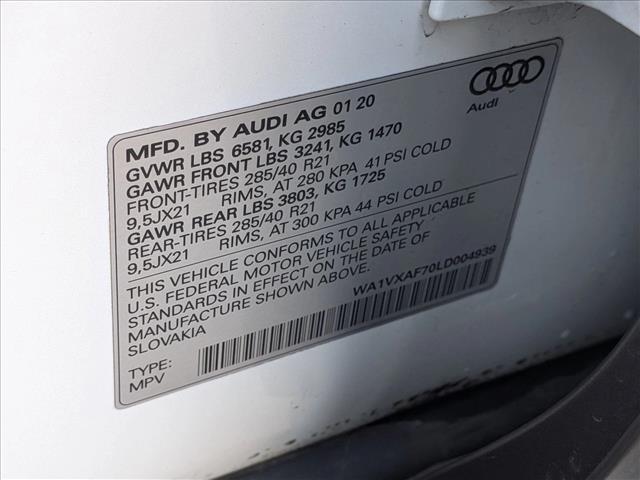 Audi
MFD. BY AUDI AG 01 20
GVWR LBS 6581, KG 2985
GAWR FRONT LBS 3241, KG 1470
FRONT-TIRES 285/40 R21
9,5JX21 RIMS, AT 280 KPA 41 PSI COLD
GAWR REAR LBS 3803, KG 1725
REAR-TIRES 285/40 R21
9,5JX21 RIMS, AT 300 KPA 44 PSI COLD
THIS VEHICLE CONFORMS TO ALL APPLICABLE
U.S. FEDERAL MOTOR VEHICLE SAFETY
STANDARDS IN EFFECT ON THE DATE OF
MANUFACTURE SHOWN ABOVE.
SLOVAKIA
WA1VXAF70LD004939
TYPE:
MPV